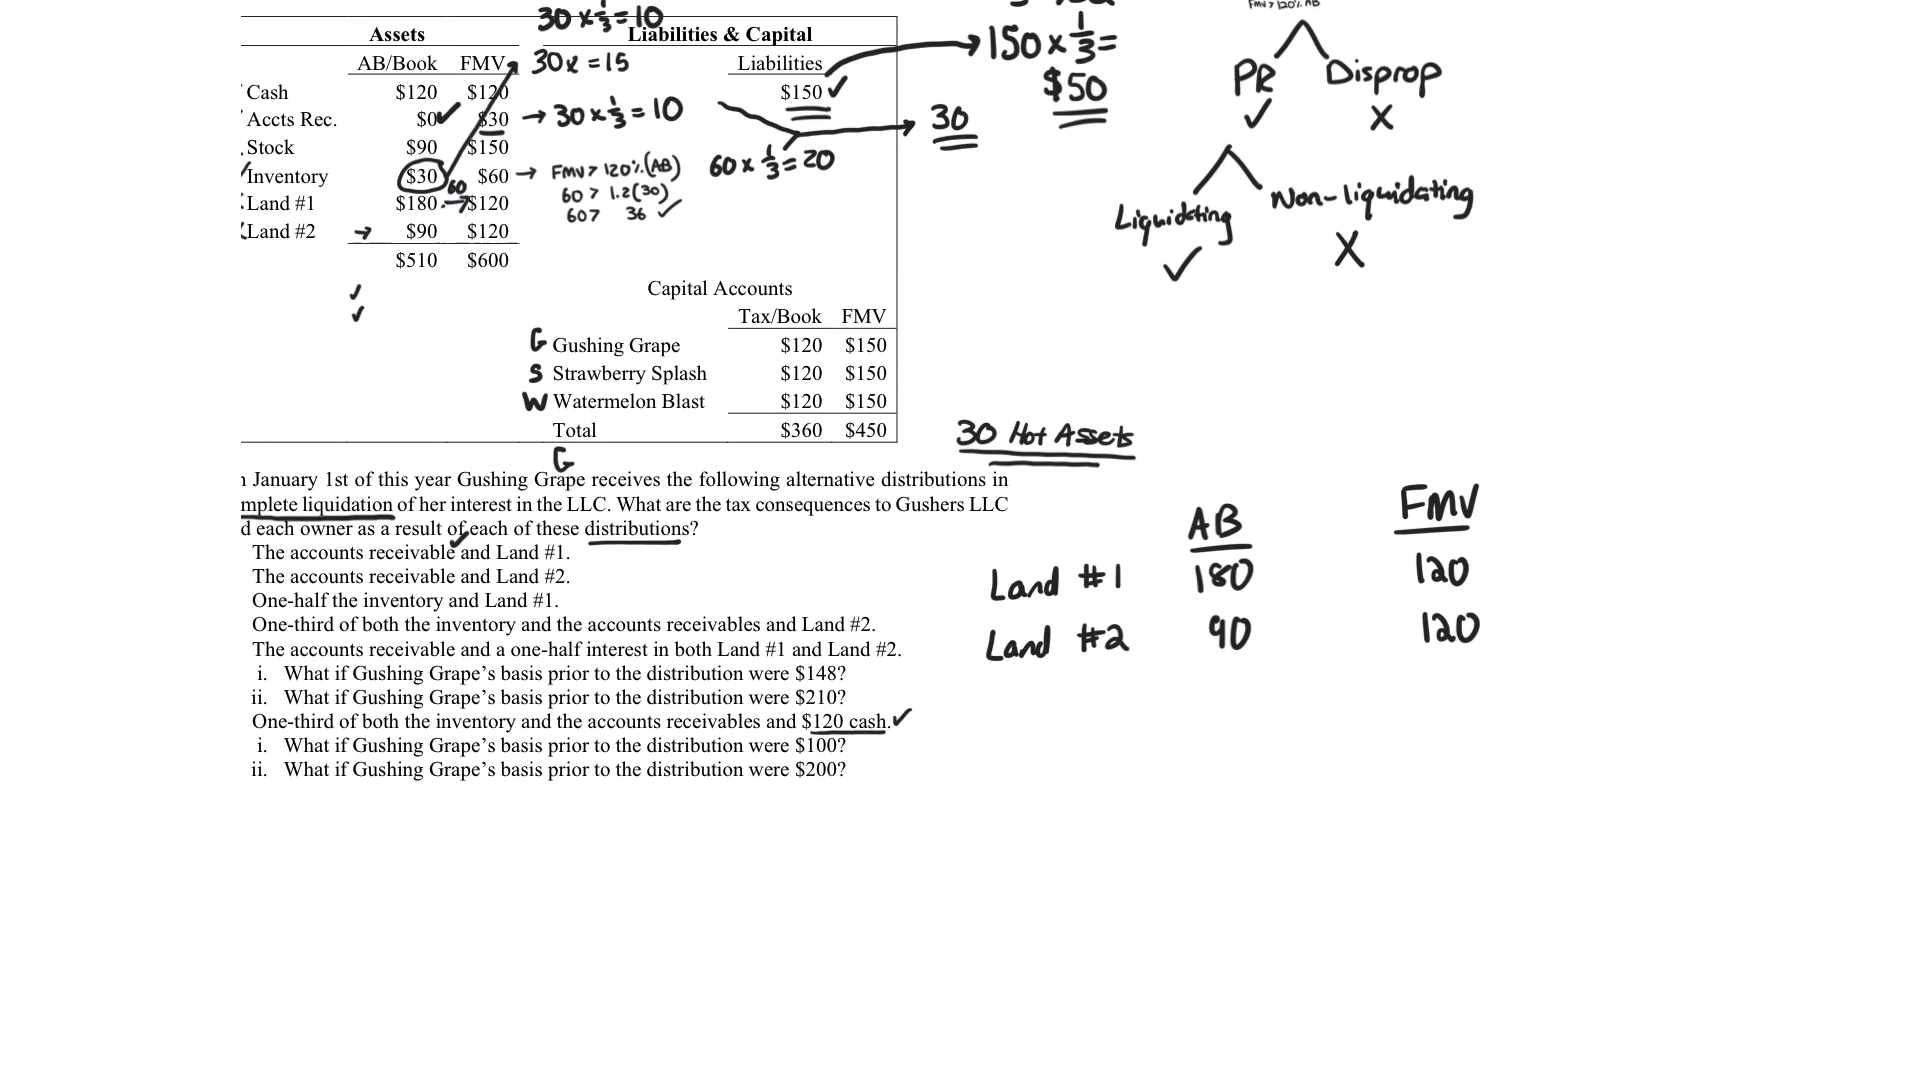 30 x 1/3 = 10
Assets Liabilities & Capital
AB/Book FMV 30x = 15 Liabilities
Cash $120 $120 $150 ✓
Accts Rec. $0 ✓ $30 → 30 x 1/3 = 10
Stock $90 $150
Inventory $30 60 $60 → FMV > 120% (AB)
60 > 1.2(30)
60 > 36 ✓
60 x 1/3 = 20
30
150 x 1/3 =
$50
Land #1 $180 → $120
Land #2 → $90 $120
$510 $600
✓
✓
Capital Accounts
Tax/Book FMV
G Gushing Grape $120 $150
S Strawberry Splash $120 $150
W Watermelon Blast $120 $150
Total $360 $450
G
FMV > 120% AB
PR Disprop
✓ X
Liquidating Non-liquidating
✓ X
30 Hot Assets
AB FMV
Land #1 180 120
Land #2 90 120
January 1st of this year Gushing Grape receives the following alternative distributions in
mplete liquidation of her interest in the LLC. What are the tax consequences to Gushers LLC
d each owner as a result of each of these distributions?
The accounts receivable and Land #1.
The accounts receivable and Land #2.
One-half the inventory and Land #1.
One-third of both the inventory and the accounts receivables and Land #2.
The accounts receivable and a one-half interest in both Land #1 and Land #2.
i. What if Gushing Grape’s basis prior to the distribution were $148?
ii. What if Gushing Grape’s basis prior to the distribution were $210?
One-third of both the inventory and the accounts receivables and $120 cash. ✓
i. What if Gushing Grape’s basis prior to the distribution were $100?
ii. What if Gushing Grape’s basis prior to the distribution were $200?